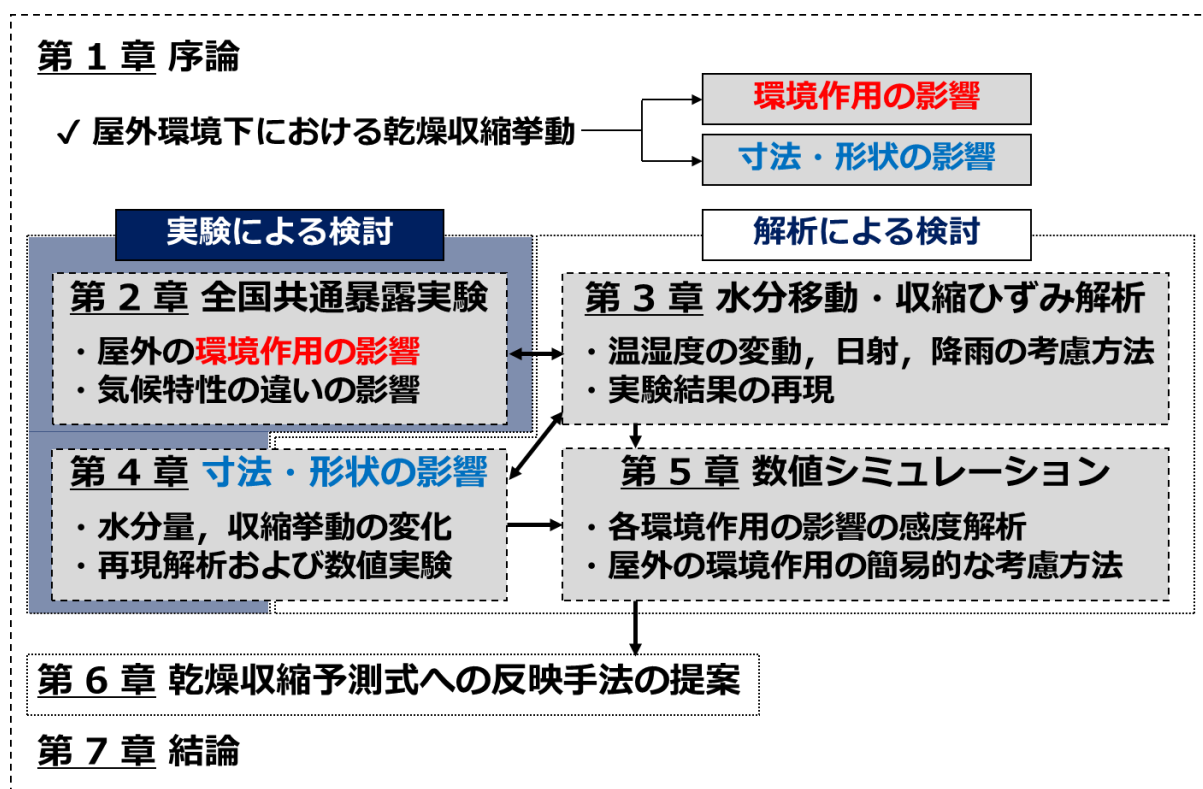 第 1 章 序論
✓ 屋外環境下における乾燥収縮挙動
環境作用の影響
寸法・形状の影響
実験による検討
解析による検討
第 2 章 全国共通暴露実験
・屋外の環境作用の影響
・気候特性の違いの影響
第 3 章 水分移動・収縮ひずみ解析
・温湿度の変動，日射，降雨の考慮方法
・実験結果の再現
第 4 章 寸法・形状の影響
・水分量，収縮挙動の変化
・再現解析および数値実験
第 5 章 数値シミュレーション
・各環境作用の影響の感度解析
・屋外の環境作用の簡易的な考慮方法
第 6 章 乾燥収縮予測式への反映手法の提案
第 7 章 結論